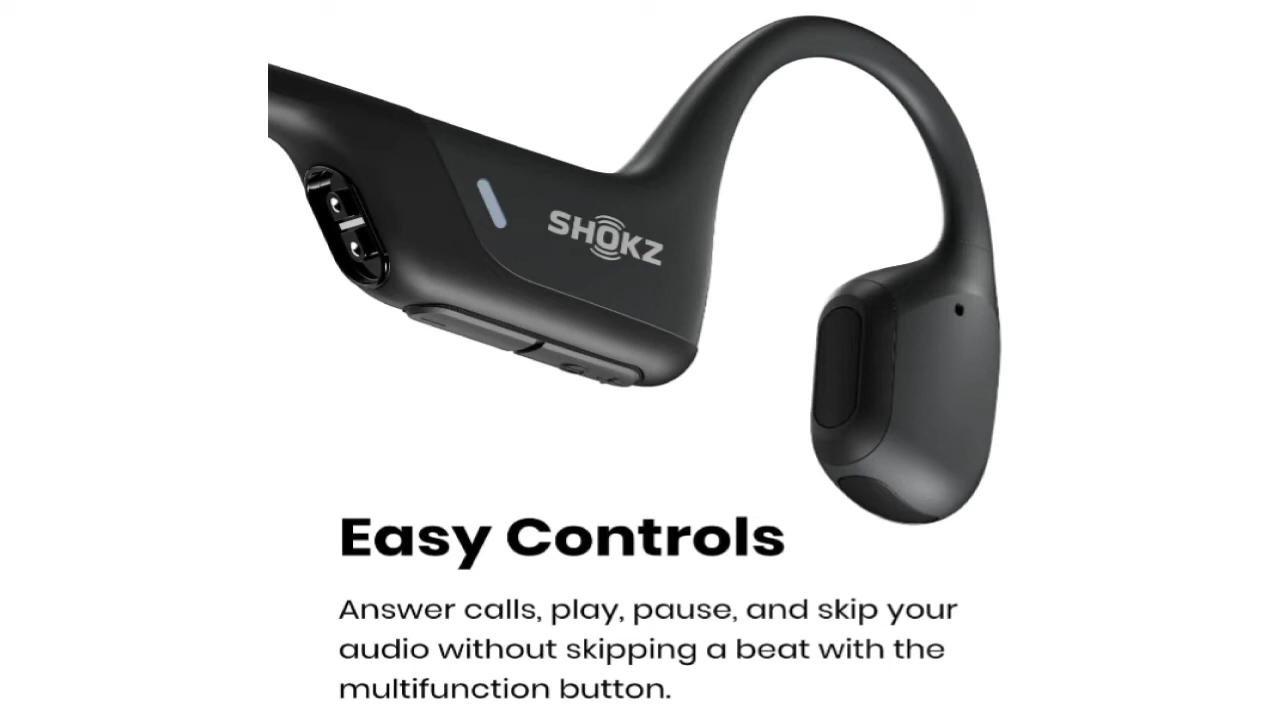 SHOKZ
Easy Controls
Answer calls, play, pause, and skip your
audio without skipping a beat with the
multifunction button.